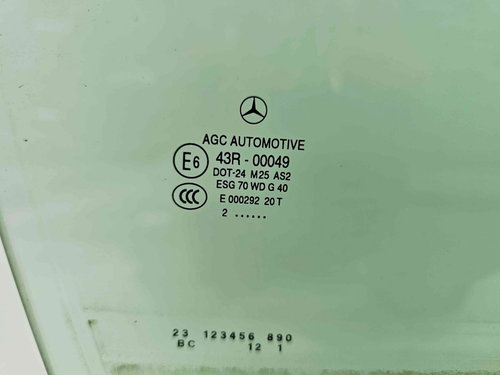 AGC AUTOMOTIVE
E6 43R - 00049
DOT-24 M25 AS2
ESG 70 WD G 40
CCC
E 000292 20 T
2 ......
23 123456 890
BC 12 1